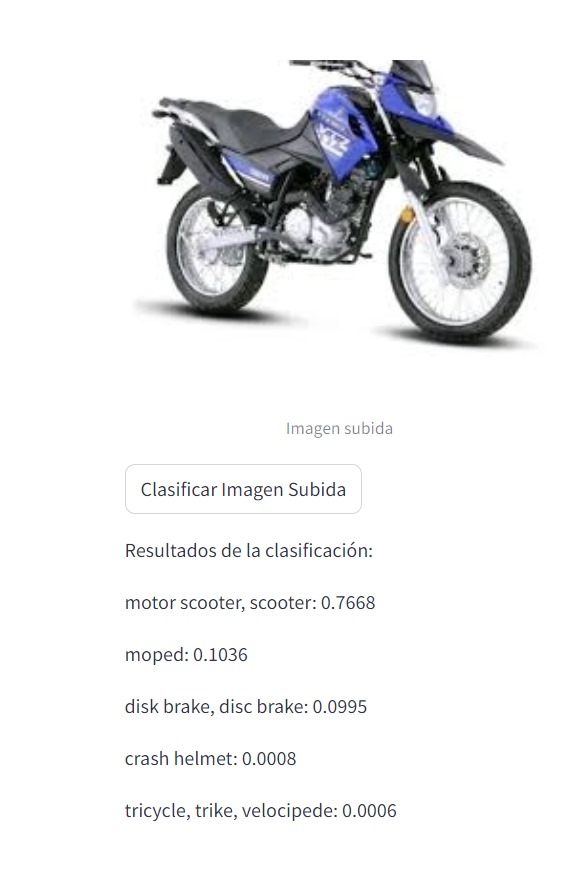 XTZ
Imagen subida
Clasificar Imagen Subida
Resultados de la clasificación:
motor scooter, scooter: 0.7668
moped: 0.1036
disk brake, disc brake: 0.0995
crash helmet: 0.0008
tricycle, trike, velocipede: 0.0006